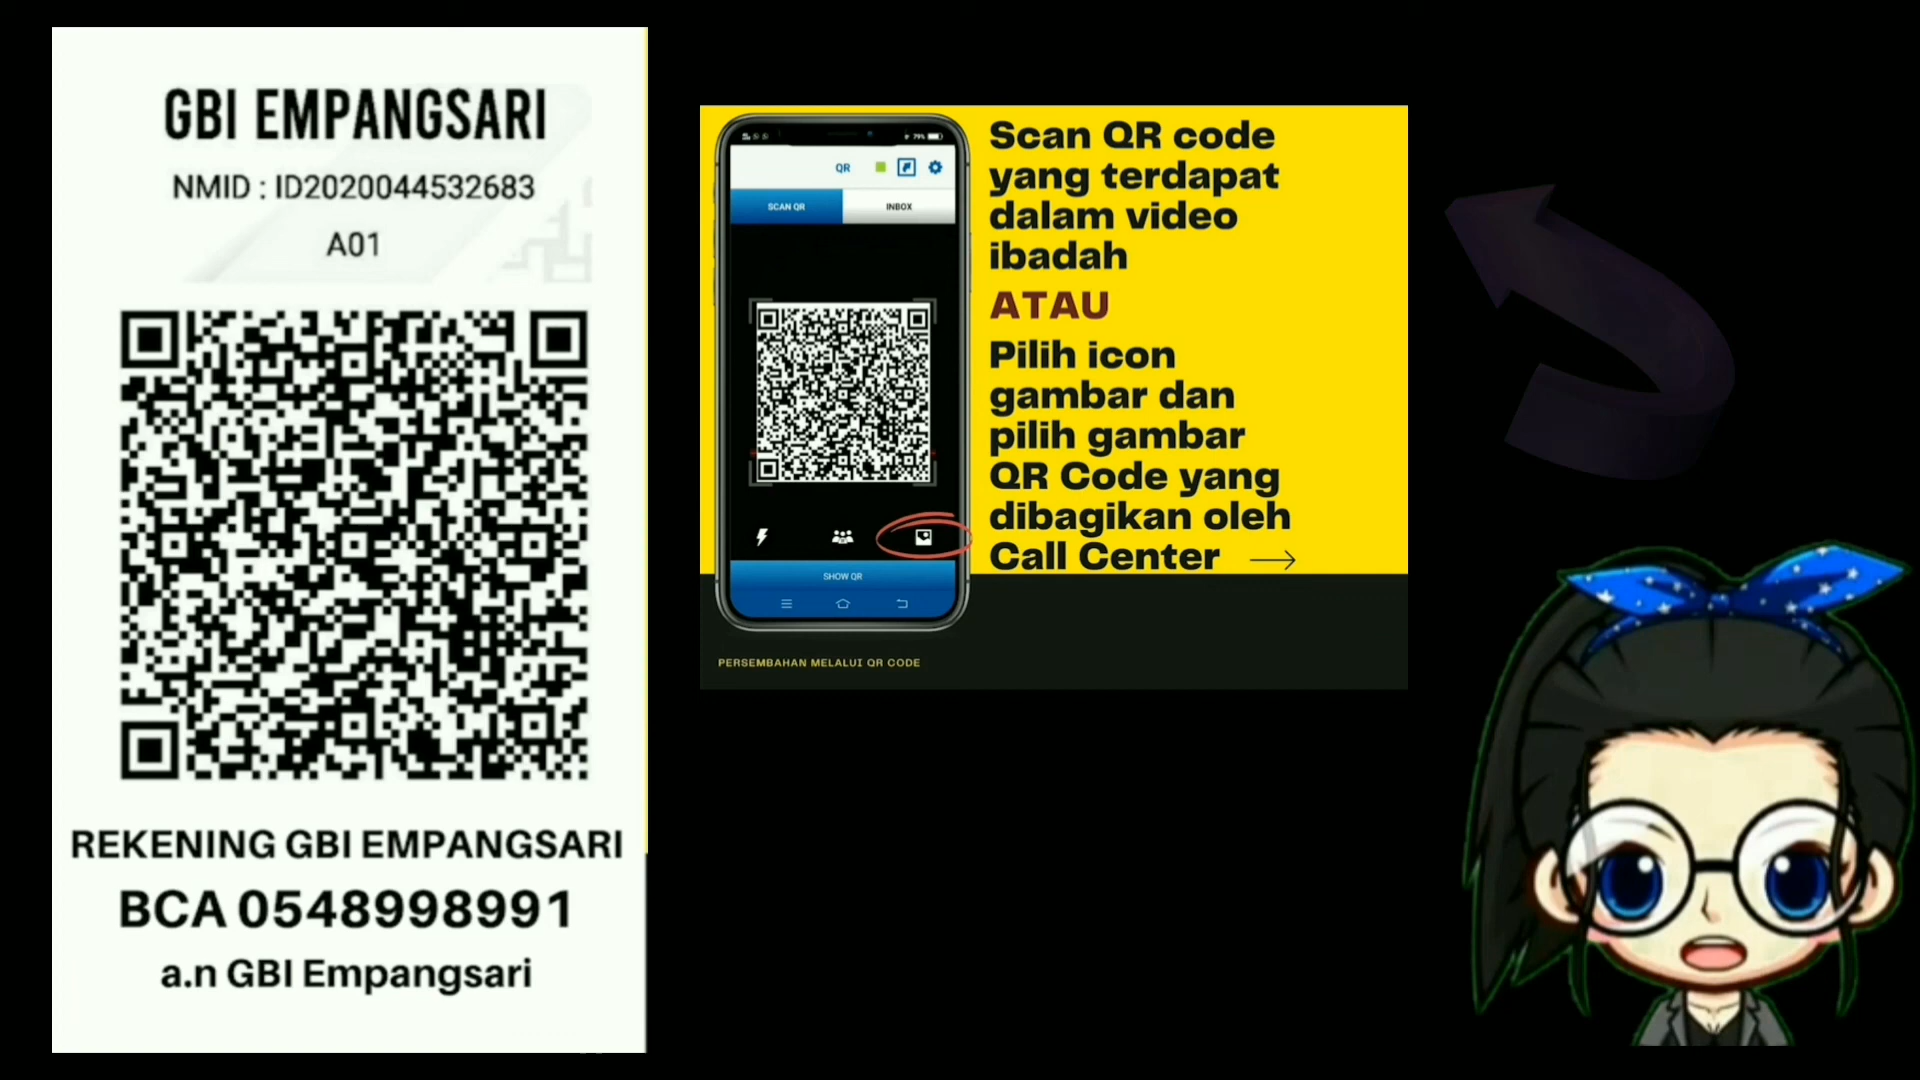 GBI EMPANGSARI
NMID : ID2020044532683
A01
REKENING GBI EMPANGSARI
BCA 0548998991
a.n GBI Empangsari
79%
QR
SCAN QR
INBOX
SHOW QR
Scan QR code
yang terdapat
dalam video
ibadah
ATAU
Pilih icon
gambar dan
pilih gambar
QR Code yang
dibagikan oleh
Call Center
PERSEMBAHAN MELALUI QR CODE